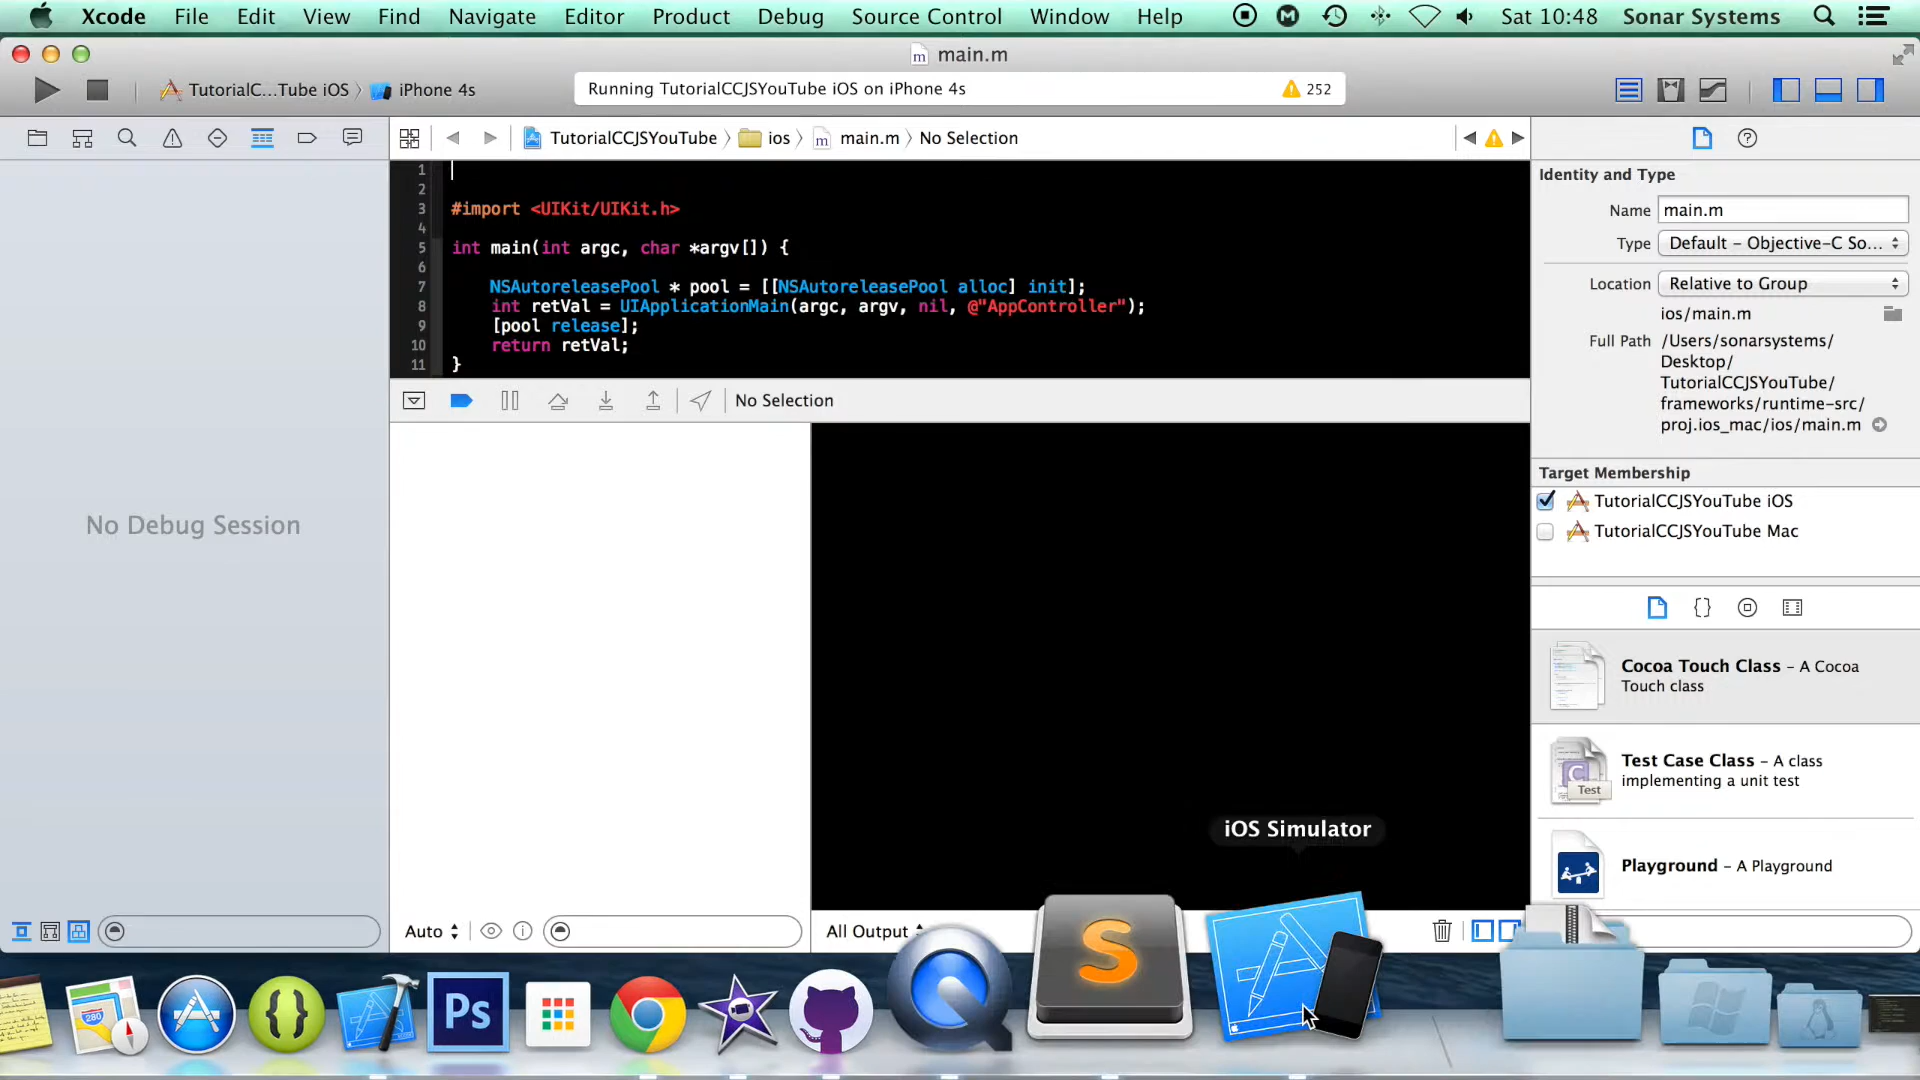 Xcode File Edit View Find Navigate Editor Product Debug Source Control Window Help Sat 10:48 Sonar Systems
main.m
TutorialC...Tube iOS iPhone 4s
Running TutorialCCJSYouTube iOS on iPhone 4s 252
TutorialCCJSYouTube ios main.m No Selection
1
2
3 #import <UIKit/UIKit.h>
4
5 int main(int argc, char *argv[]) {
6
7 NSAutoreleasePool * pool = [[NSAutoreleasePool alloc] init];
8 int retVal = UIApplicationMain(argc, argv, nil, @"AppController");
9 [pool release];
10 return retVal;
11 }
No Selection
No Debug Session
Auto
All Output
Identity and Type
Name main.m
Type Default - Objective-C So...
Location Relative to Group
ios/main.m
Full Path /Users/sonarsystems/
Desktop/
TutorialCCJSYouTube/
frameworks/runtime-src/
proj.ios_mac/ios/main.m
Target Membership
TutorialCCJSYouTube iOS
TutorialCCJSYouTube Mac
Cocoa Touch Class - A Cocoa
Touch class
Test Case Class - A class
implementing a unit test
C
Test
Playground - A Playground
iOS Simulator
280
{}
Ps
S